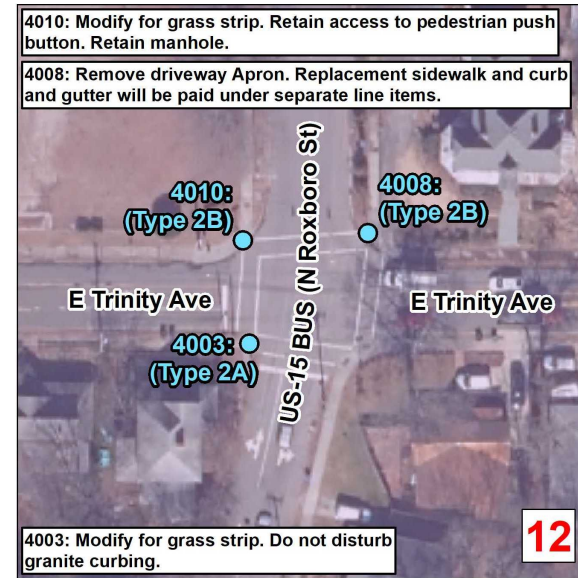 4010: Modify for grass strip. Retain access to pedestrian push
button. Retain manhole.
4008: Remove driveway Apron. Replacement sidewalk and curb
and gutter will be paid under separate line items.
4010:
(Type 2B)
4008:
(Type 2B)
US-15 BUS (N Roxboro St)
E Trinity Ave
E Trinity Ave
4003:
(Type 2A)
4003: Modify for grass strip. Do not disturb
granite curbing.
12